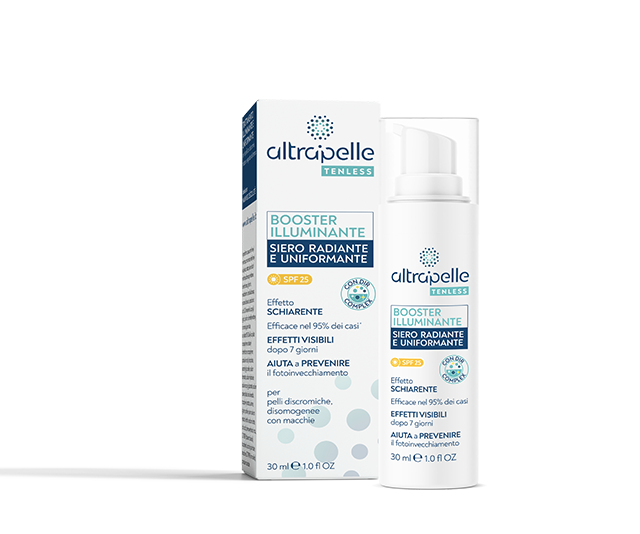 altrapelle
TENLESS
BOOSTER
ILLUMINANTE
SIERO RADIANTE
E UNIFORMANTE
SPF 25
CON DIR
COMPLEX
Effetto
SCHIARENTE
Efficace nel 95% dei casi*
EFFETTI VISIBILI
dopo 7 giorni
AIUTA a PREVENIRE
il fotoinvecchiamento
per
pelli discromiche,
disomogenee
con macchie
30 ml ℮ 1.0 fl OZ
altrapelle
TENLESS
BOOSTER
ILLUMINANTE
SIERO RADIANTE
E UNIFORMANTE
SPF 25
CON DIR
COMPLEX
Effetto
SCHIARENTE
Efficace nel 95% dei casi
EFFETTI VISIBILI
dopo 7 giorni
AIUTA a PREVENIRE
il fotoinvecchiamento
30 ml ℮ 1.0 fl OZ